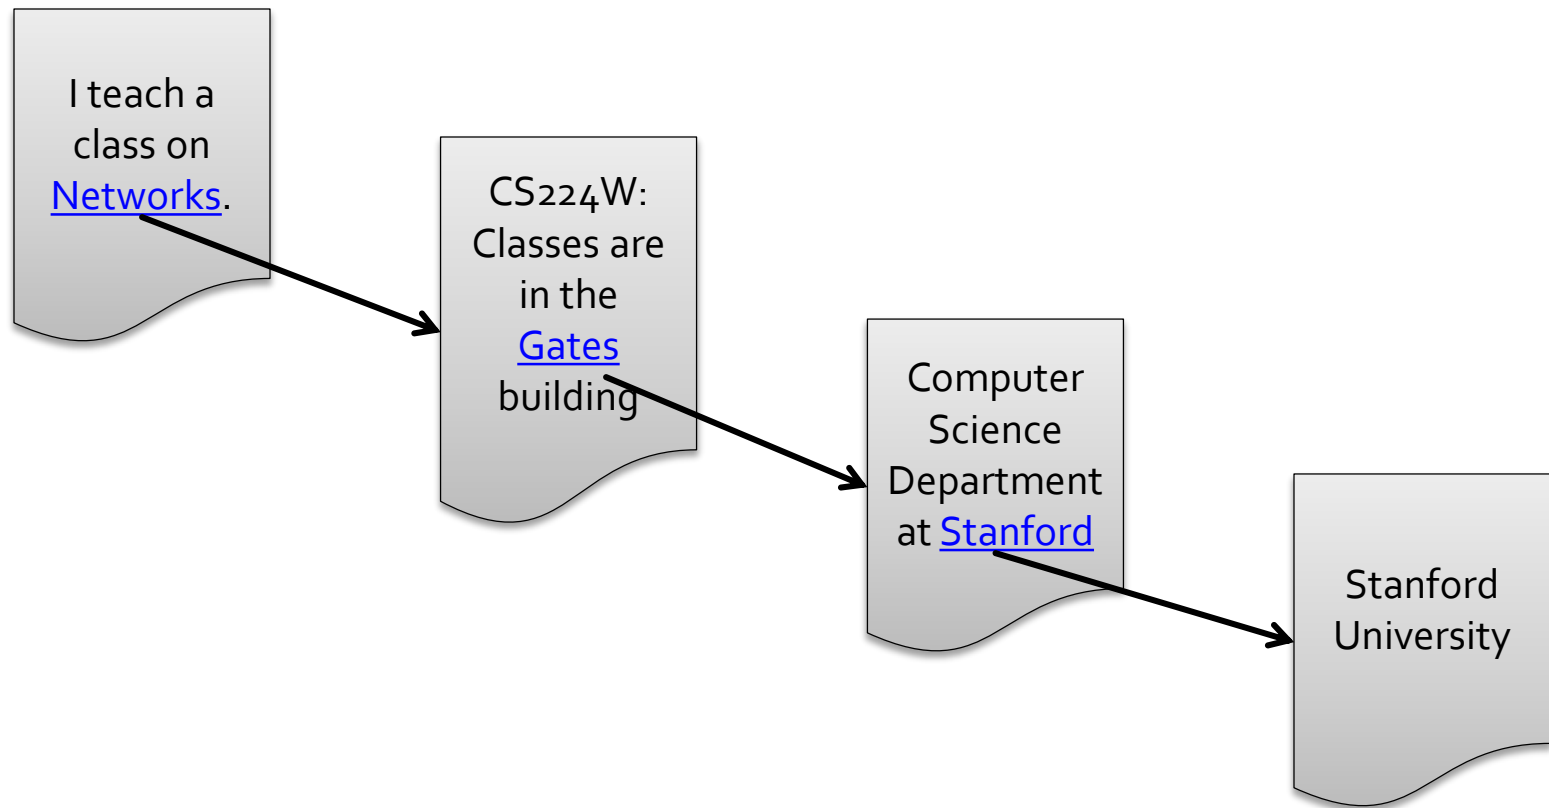 I teach a
class on
Networks.
CS224W:
Classes are
in the
Gates
building
Computer
Science
Department
at Stanford
Stanford
University